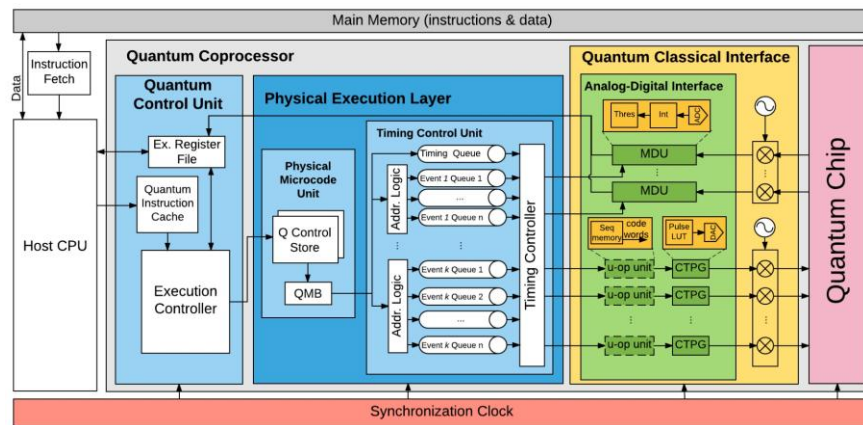 Main Memory (instructions & data)
Data
Instruction
Fetch
Host CPU
Quantum Coprocessor
Quantum
Control Unit
Ex. Register
File
Quantum
Instruction
Cache
Execution
Controller
Physical Execution Layer
Physical
Microcode
Unit
Q Control
Store
QMB
Timing Control Unit
Timing Queue
Addr. Logic
Event 1 Queue 1
...
Event 1 Queue n
...
Addr. Logic
Event k Queue 1
Event k Queue 2
...
Event k Queue n
Timing Controller
Quantum Classical Interface
Analog-Digital Interface
Thres
Int
ADC
MDU
...
MDU
...
Seq
memory
code
words
Pulse
LUT
DAC
u-op unit
CTPG
u-op unit
CTPG
...
...
...
u-op unit
CTPG
Quantum Chip
Synchronization Clock